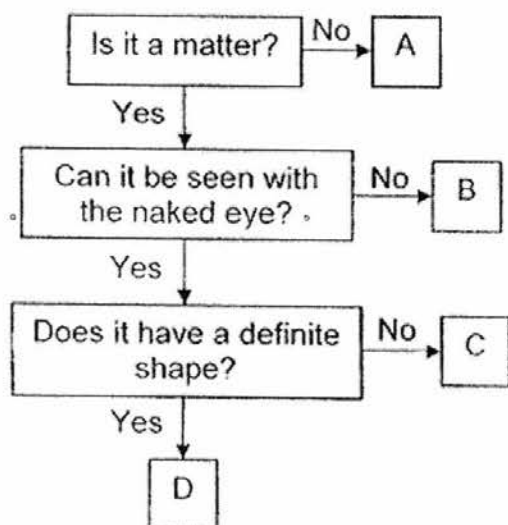 Is it a matter?
No
A
Yes
Can it be seen with
the naked eye?
No
B
Yes
Does it have a definite
shape?
No
C
Yes
D